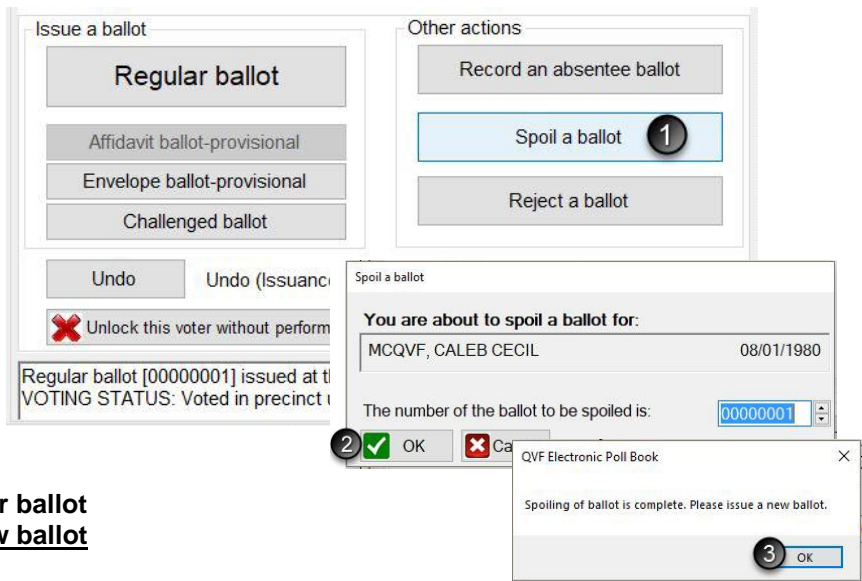 Issue a ballot
Regular ballot
Affidavit ballot-provisional
Envelope ballot-provisional
Challenged ballot
Other actions
Record an absentee ballot
Spoil a ballot 1
Reject a ballot
Undo Undo (Issuanc
Unlock this voter without perform
Regular ballot [00000001] issued at t
VOTING STATUS: Voted in precinct
Spoil a ballot
You are about to spoil a ballot for:
MCQVF, CALEB CECIL 08/01/1980
The number of the ballot to be spoiled is: 00000001
2 OK Ca
QVF Electronic Poll Book
Spoiling of ballot is complete. Please issue a new ballot.
3 OK
r ballot
w ballot